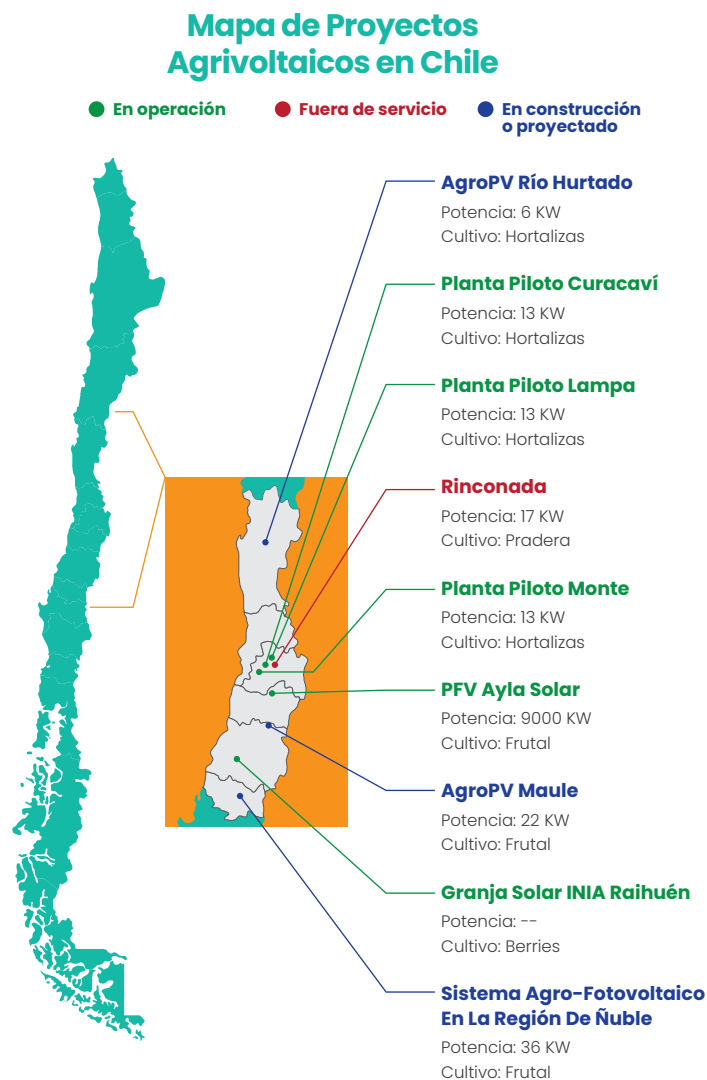 Mapa de Proyectos
Agrivoltaicos en Chile
En operación
Fuera de servicio
En construcción
o proyectado
AgroPV Río Hurtado
Potencia: 6 KW
Cultivo: Hortalizas
Planta Piloto Curacaví
Potencia: 13 KW
Cultivo: Hortalizas
Planta Piloto Lampa
Potencia: 13 KW
Cultivo: Hortalizas
Rinconada
Potencia: 17 KW
Cultivo: Pradera
Planta Piloto Monte
Potencia: 13 KW
Cultivo: Hortalizas
PFV Ayla Solar
Potencia: 9000 KW
Cultivo: Frutal
AgroPV Maule
Potencia: 22 KW
Cultivo: Frutal
Granja Solar INIA Raihuén
Potencia: --
Cultivo: Berries
Sistema Agro-Fotovoltaico
En La Región De Ñuble
Potencia: 36 KW
Cultivo: Frutal